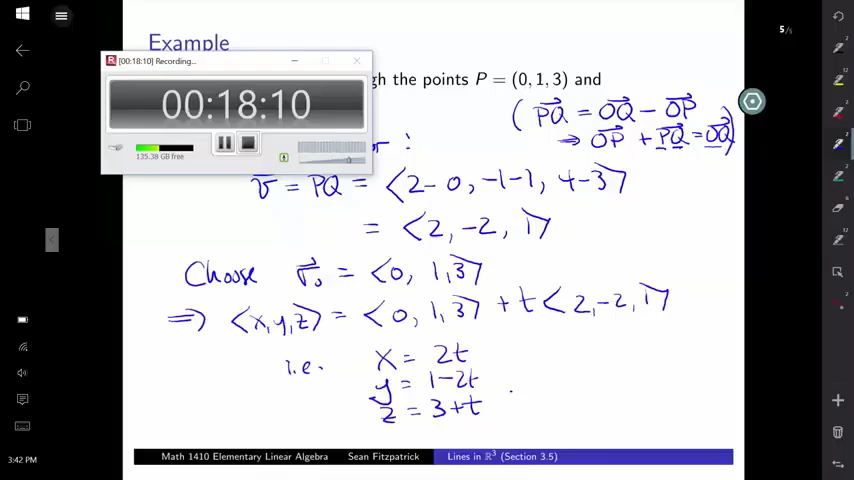 5/5
Example
[00:18:10] Recording...
00:18:10
135.38 GB free
gh the points P = (0, 1, 3) and
( PQ = OQ − OP
⇒ OP + PQ = OQ )
or :
v = PQ = <2−0, −1−1, 4−3>
= <2, −2, 1>
Choose r₀ = <0, 1, 3>
⇒ <x, y, z> = <0, 1, 3> + t <2, −2, 1>
i.e. x = 2t
y = 1−2t
z = 3+t
3:42 PM
Math 1410 Elementary Linear Algebra Sean Fitzpatrick Lines in ℝ³ (Section 3.5)